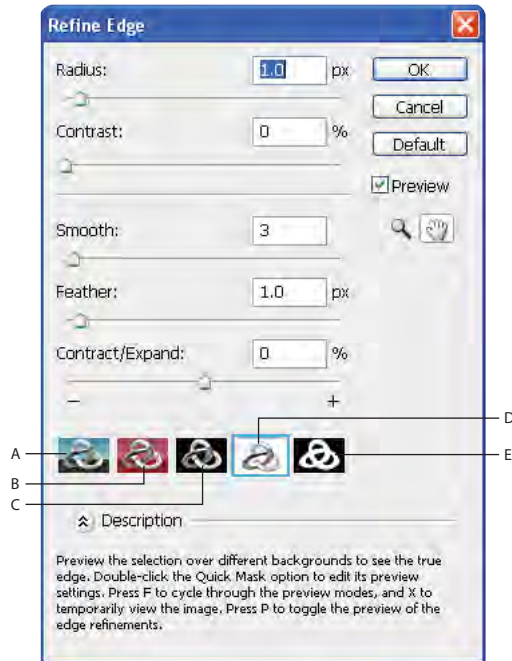 Refine Edge
Radius:
1.0 px
OK
Cancel
Contrast:
0 %
Default
Preview
Smooth:
3
Feather:
1.0 px
Contract/Expand:
0 %
− +
D
A
E
B
C
Description
Preview the selection over different backgrounds to see the true
edge. Double-click the Quick Mask option to edit its preview
settings. Press F to cycle through the preview modes, and X to
temporarily view the image. Press P to toggle the preview of the
edge refinements.